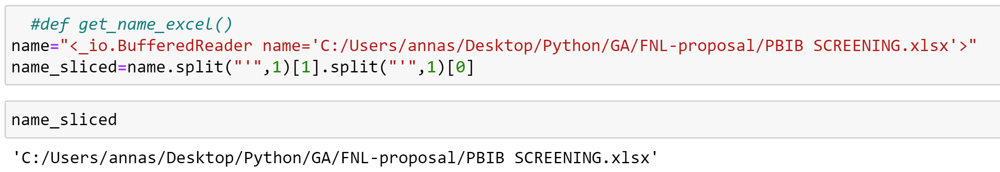 #def get_name_excel()
name="<_io.BufferedReader name='C:/Users/annas/Desktop/Python/GA/FNL-proposal/PBIB SCREENING.xlsx'>"
name_sliced=name.split("'",1)[1].split("'",1)[0]
name_sliced
'C:/Users/annas/Desktop/Python/GA/FNL-proposal/PBIB SCREENING.xlsx'